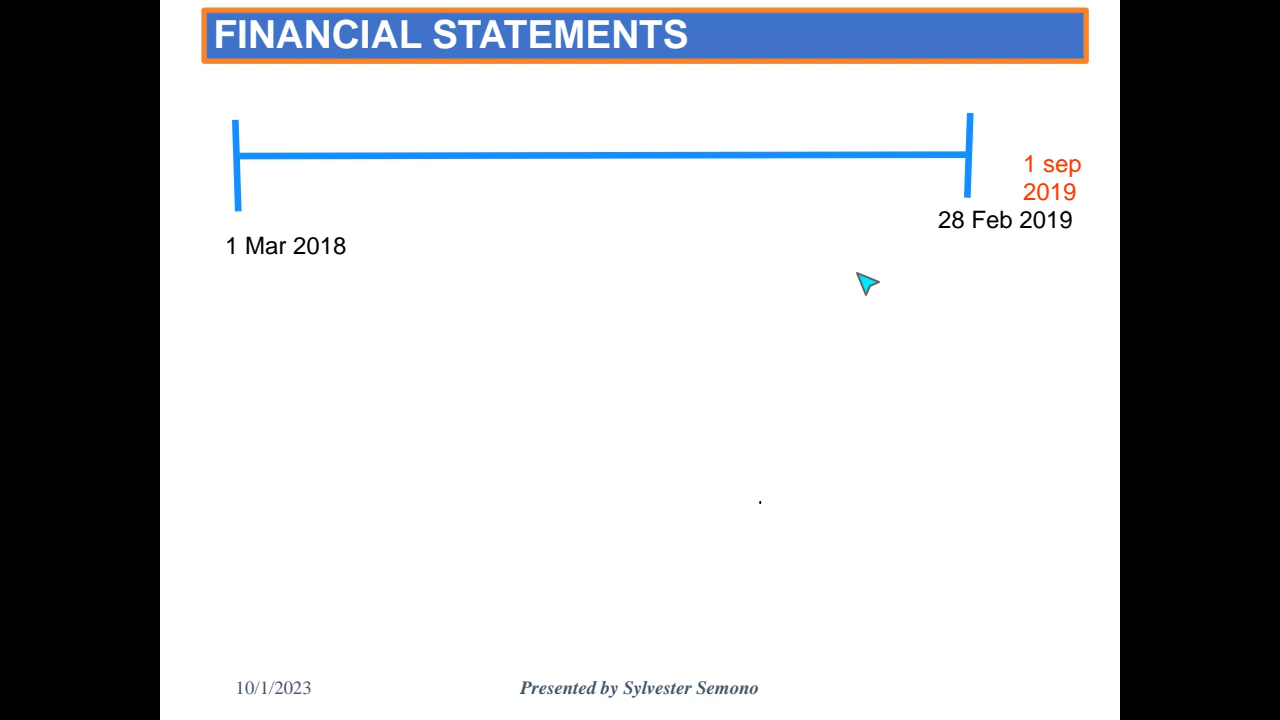 FINANCIAL STATEMENTS
1 sep
2019
28 Feb 2019
1 Mar 2018
.
10/1/2023
Presented by Sylvester Semono